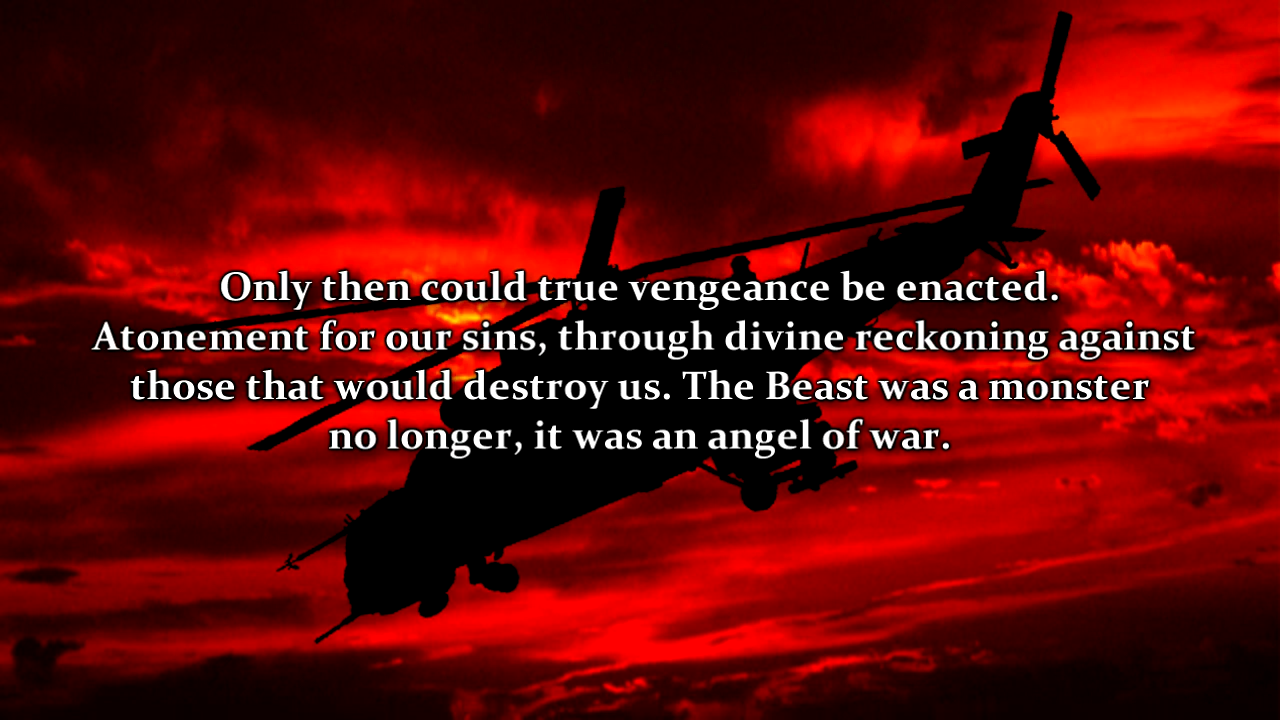 Only then could true vengeance be enacted.
Atonement for our sins, through divine reckoning against
those that would destroy us. The Beast was a monster
no longer, it was an angel of war.